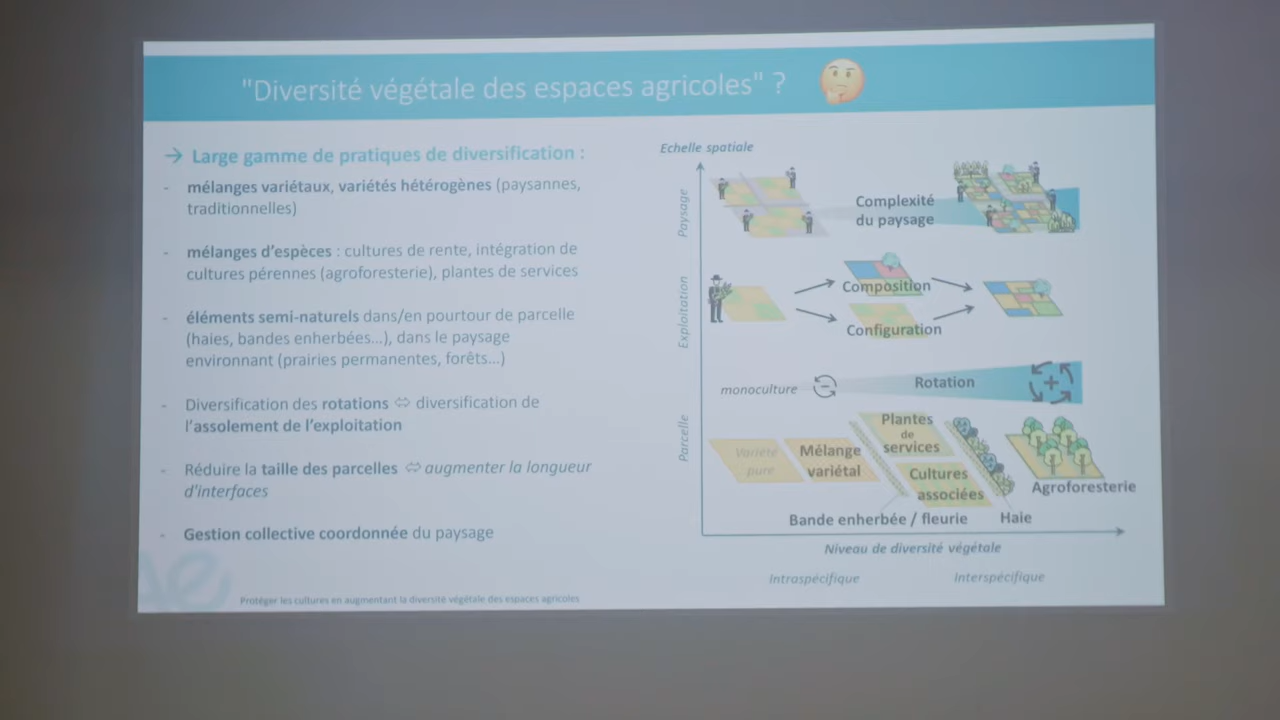 "Diversité végétale des espaces agricoles" ?
→ Large gamme de pratiques de diversification :
- mélanges variétaux, variétés hétérogènes (paysannes,
traditionnelles)
- mélanges d'espèces : cultures de rente, intégration de
cultures pérennes (agroforesterie), plantes de services
- éléments semi-naturels dans/en pourtour de parcelle
(haies, bandes enherbées...), dans le paysage
environnant (prairies permanentes, forêts...)
- Diversification des rotations ⇔ diversification de
l'assolement de l'exploitation
- Réduire la taille des parcelles ⇔ augmenter la longueur
d'interfaces
- Gestion collective coordonnée du paysage
Protéger les cultures en augmentant la diversité végétale des espaces agricoles
Echelle spatiale
Paysage
Complexité
du paysage
Exploitation
Composition
Configuration
monoculture
Rotation
Parcelle
Variété
pure
Mélange
variétal
Plantes
de
services
Cultures
associées
Agroforesterie
Bande enherbée / fleurie
Haie
Niveau de diversité végétale
Intraspécifique
Interspécifique